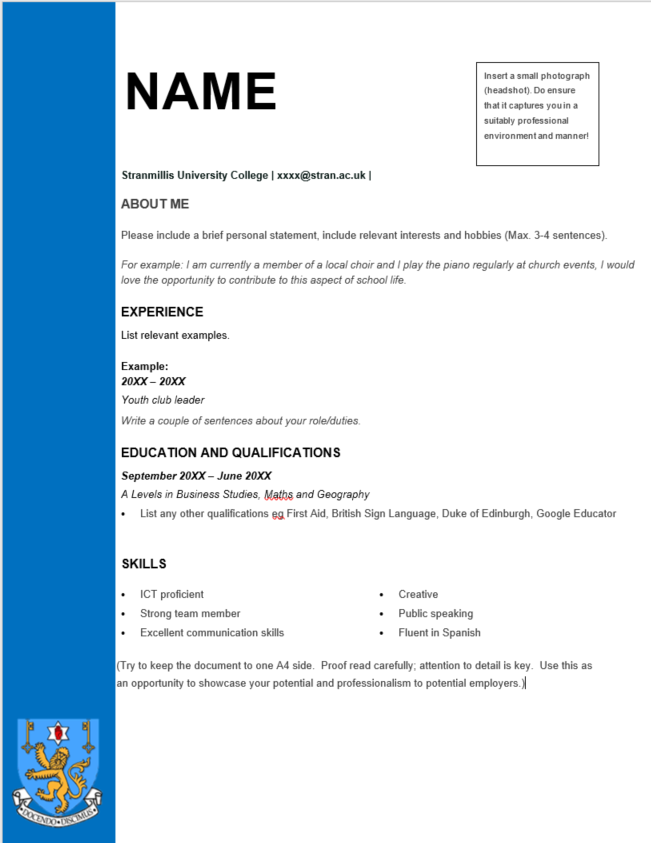 NAME
Insert a small photograph
(headshot). Do ensure
that it captures you in a
suitably professional
environment and manner!
Stranmillis University College | xxxx@stran.ac.uk |
ABOUT ME
Please include a brief personal statement, include relevant interests and hobbies (Max. 3-4 sentences).
For example: I am currently a member of a local choir and I play the piano regularly at church events, I would
love the opportunity to contribute to this aspect of school life.
EXPERIENCE
List relevant examples.
Example:
20XX – 20XX
Youth club leader
Write a couple of sentences about your role/duties.
EDUCATION AND QUALIFICATIONS
September 20XX – June 20XX
A Levels in Business Studies, Maths and Geography
• List any other qualifications eg First Aid, British Sign Language, Duke of Edinburgh, Google Educator
SKILLS
• ICT proficient
• Strong team member
• Excellent communication skills
• Creative
• Public speaking
• Fluent in Spanish
(Try to keep the document to one A4 side.  Proof read carefully; attention to detail is key.  Use this as
an opportunity to showcase your potential and professionalism to potential employers.)
DOCENDO DISCIMUS